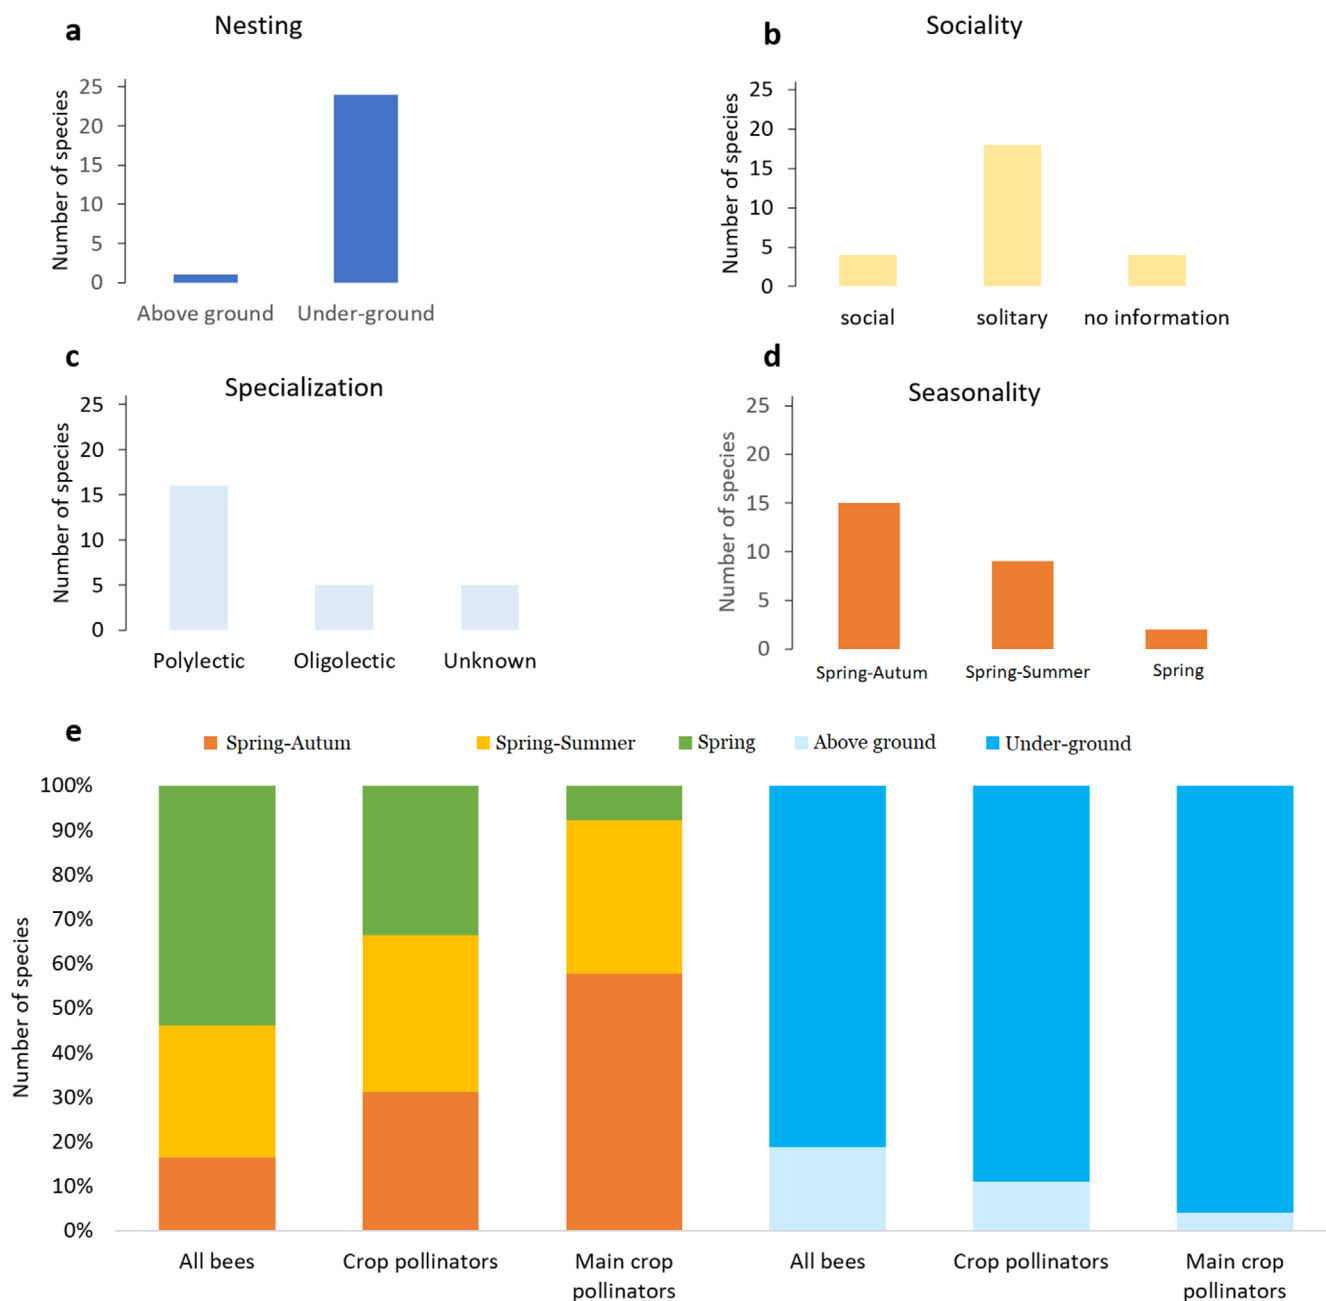 a
Nesting
Number of species
25
20
15
10
5
0
Above ground
Under-ground
b
Sociality
Number of species
25
20
15
10
5
0
social
solitary
no information
c
Specialization
Number of species
25
20
15
10
5
0
Polylectic
Oligolectic
Unknown
d
Seasonality
Number of species
25
20
15
10
5
0
Spring-Autum
Spring-Summer
Spring
e
Spring-Autum
Spring-Summer
Spring
Above ground
Under-ground
Number of species
100%
90%
80%
70%
60%
50%
40%
30%
20%
10%
0%
All bees
Crop pollinators
Main crop
pollinators
All bees
Crop pollinators
Main crop
pollinators